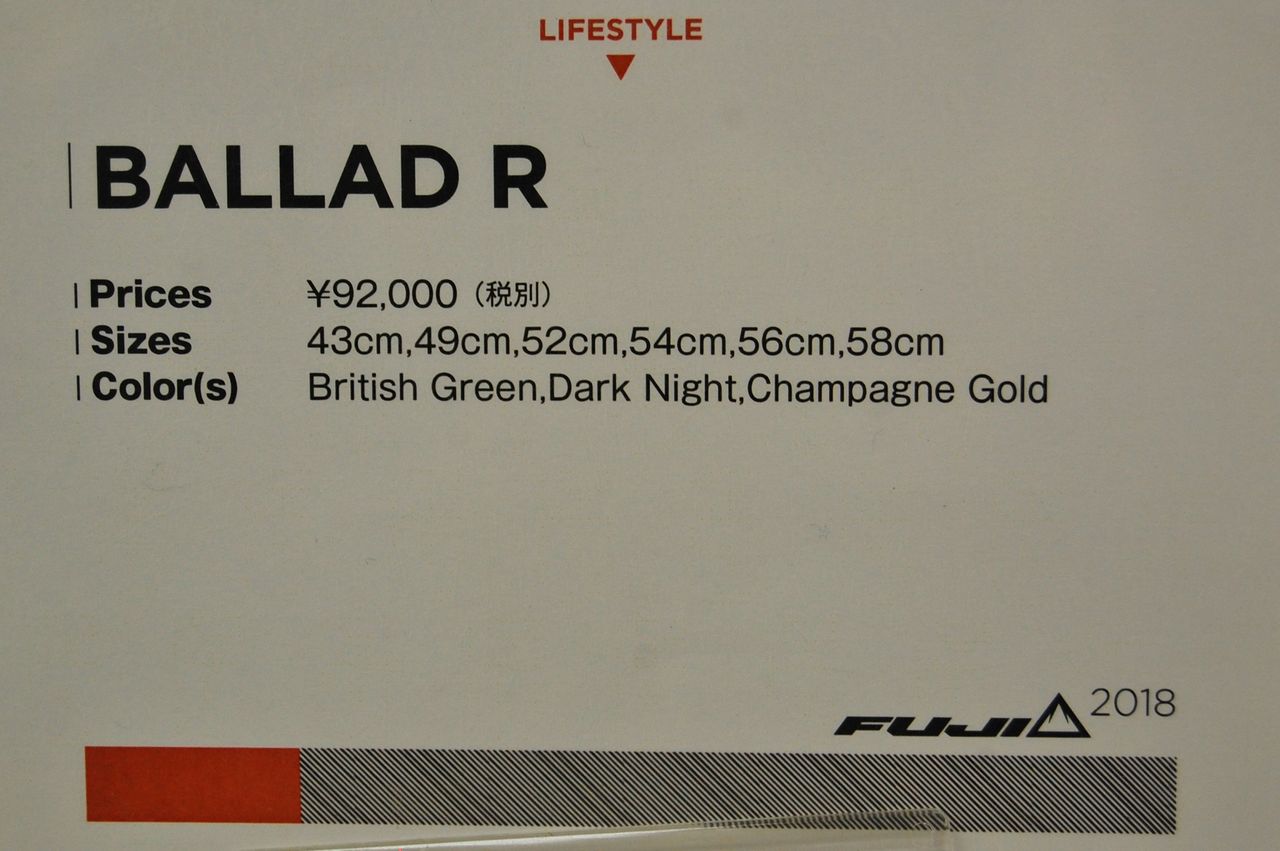 LIFESTYLE
BALLAD R
Prices ¥92,000（税別）
Sizes 43cm,49cm,52cm,54cm,56cm,58cm
Color(s) British Green,Dark Night,Champagne Gold
FUJI 2018